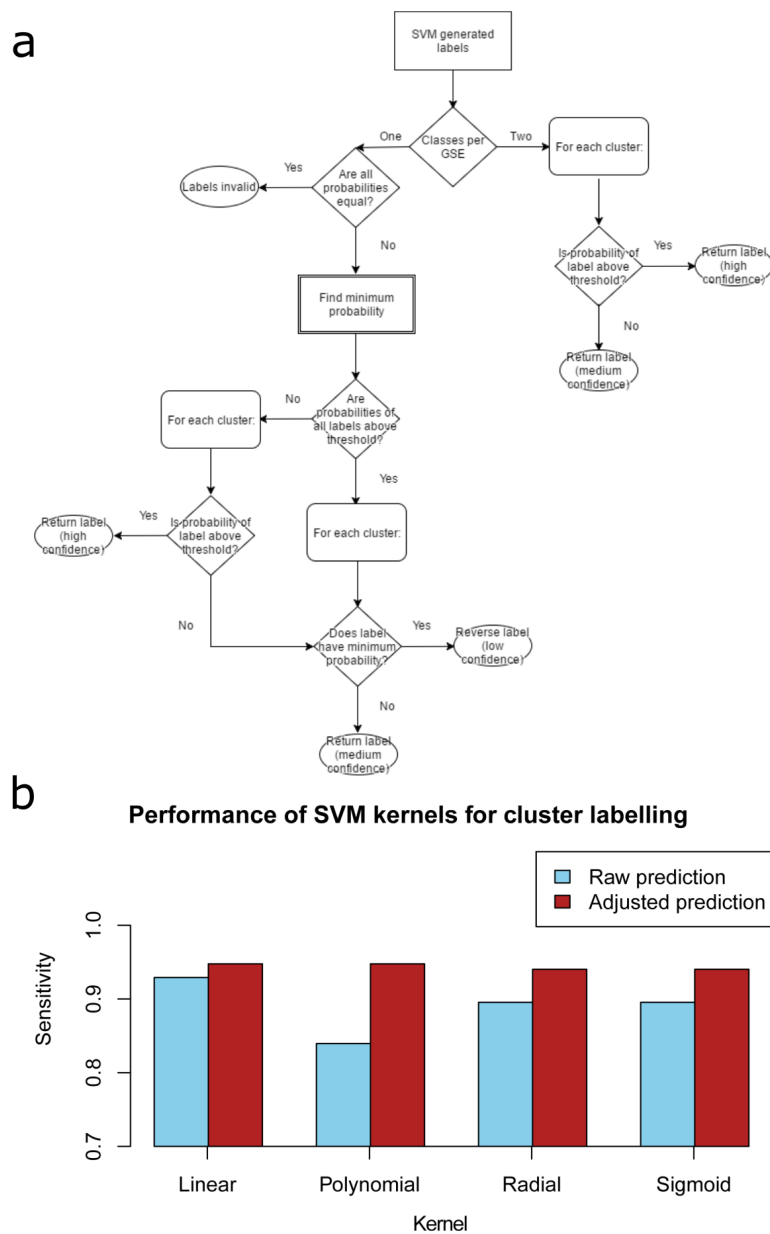 a
SVM generated
labels
One
Classes per
GSE
Two
For each cluster:
Yes
Labels invalid
Are all
probabilities
equal?
No
Is probability of
label above
threshold?
Yes
Return label
(high
confidence)
No
Return label
(medium
confidence)
Find minimum
probability
No
Are
probabilities of
all labels above
threshold?
For each cluster:
Yes
Yes
Return label
(high
confidence)
Is probability of
label above
threshold?
For each cluster:
No
Does label
have minimum
probability?
Yes
Reverse label
(low
confidence)
No
Return label
(medium
confidence)
b
Performance of SVM kernels for cluster labelling
Raw prediction
Adjusted prediction
Sensitivity
1.0
0.9
0.8
0.7
Linear
Polynomial
Radial
Sigmoid
Kernel